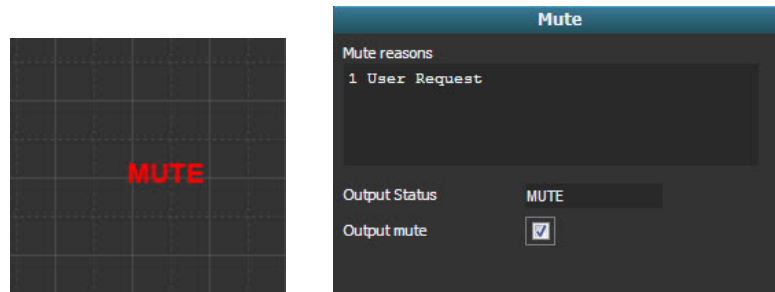 MUTE
Mute
Mute reasons
1 User Request
Output Status MUTE
Output mute